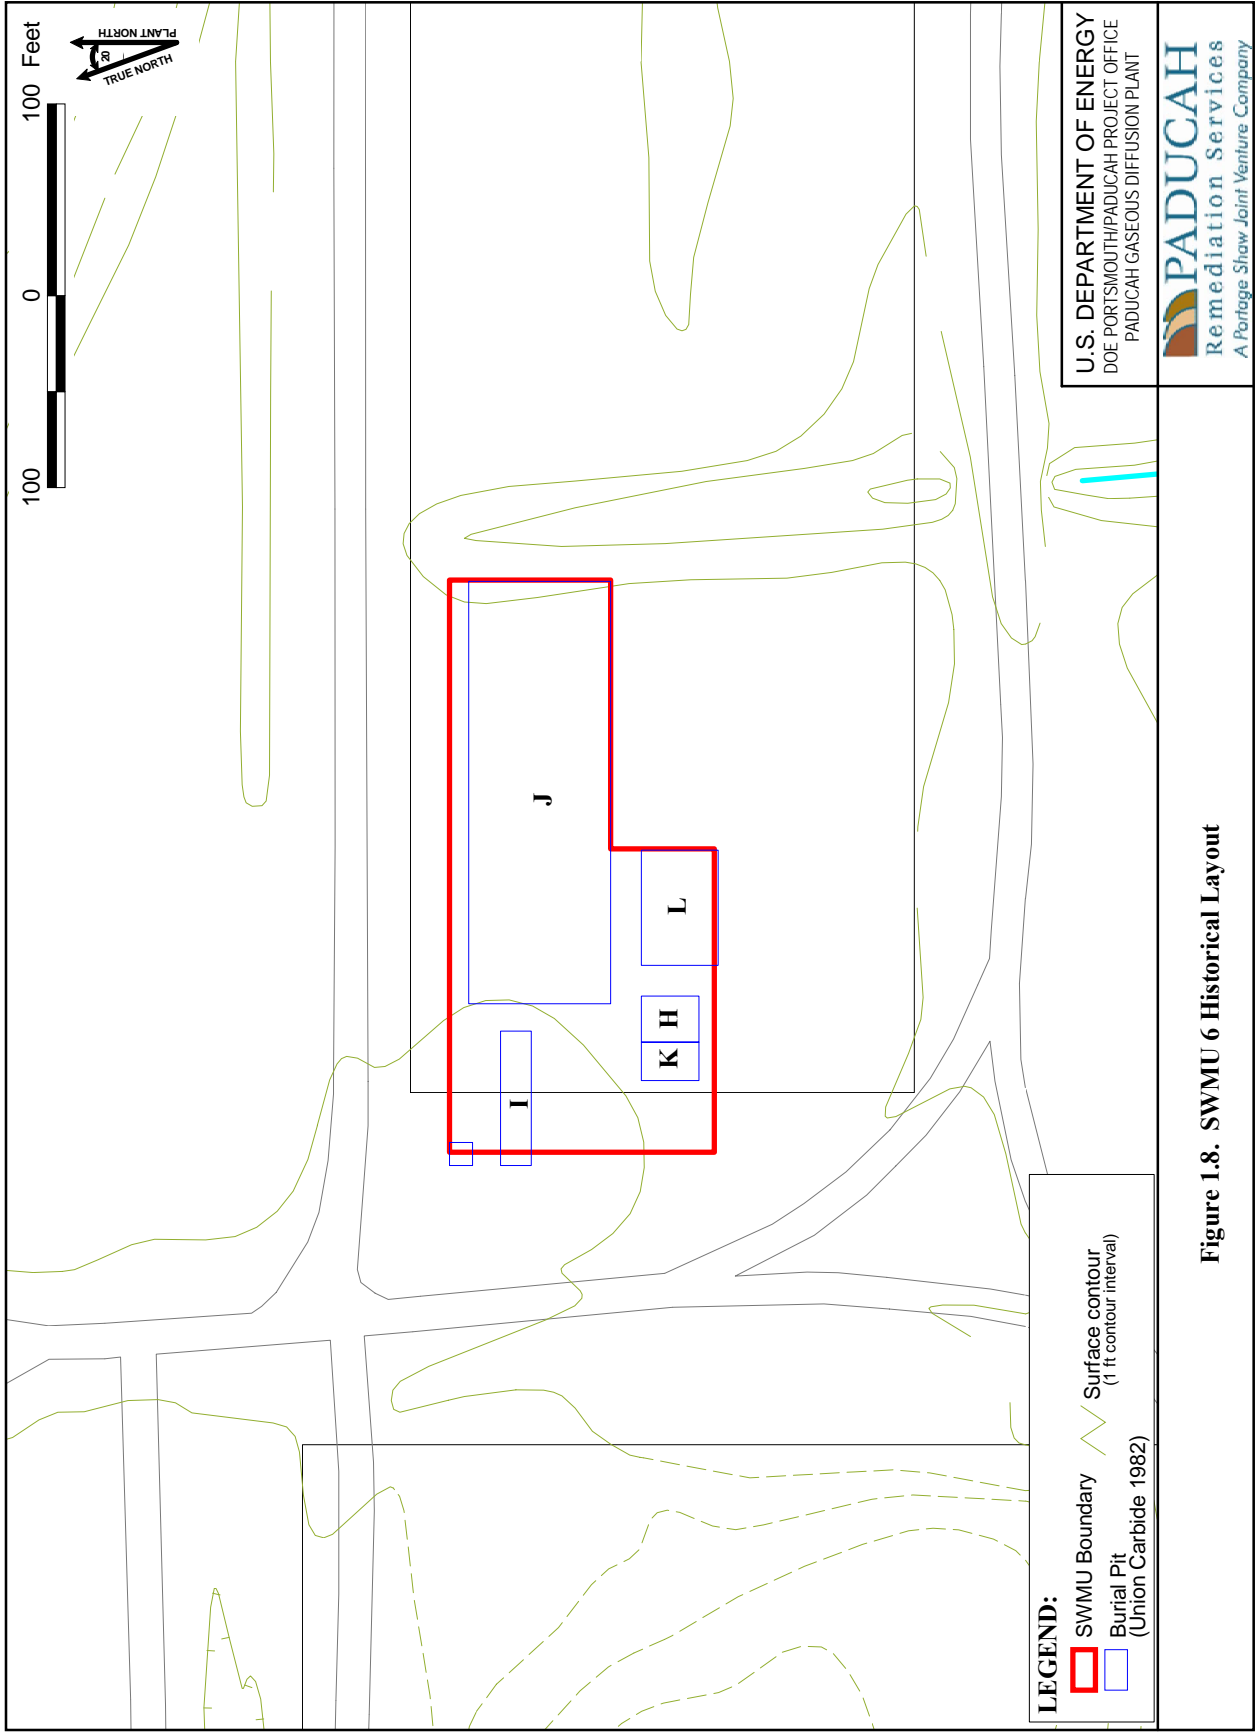 100
0
100
Feet
PLANT NORTH
20
TRUE NORTH
J
I
L
K
H
LEGEND:
SWMU Boundary
Burial Pit
(Union Carbide 1982)
Surface contour
(1 ft contour interval)
U.S. DEPARTMENT OF ENERGY
DOE PORTSMOUTH/PADUCAH PROJECT OFFICE
PADUCAH GASEOUS DIFFUSION PLANT
PADUCAH
Remediation Services
A Portage Shaw Joint Venture Company
Figure 1.8. SWMU 6 Historical Layout